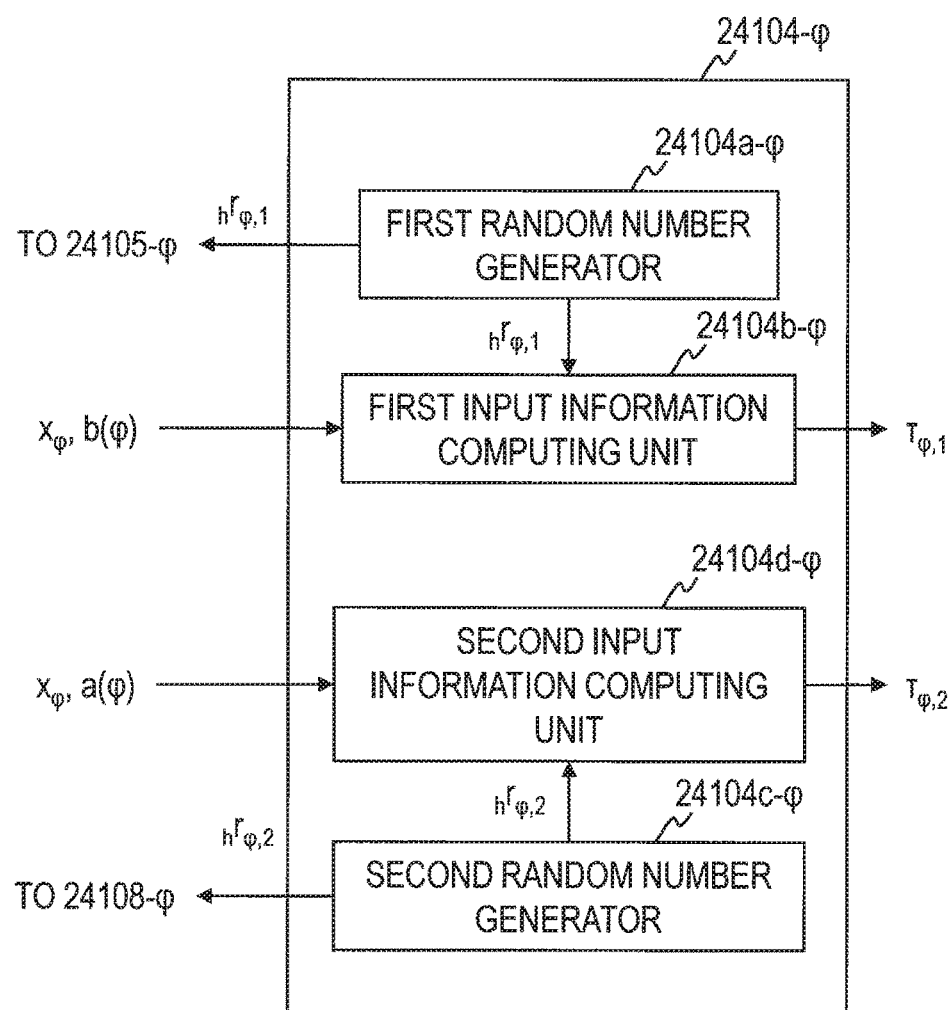 24104-φ
24104a-φ
hrφ,1
TO 24105-φ
FIRST RANDOM NUMBER
GENERATOR
hrφ,1
24104b-φ
xφ, b(φ)
FIRST INPUT INFORMATION
COMPUTING UNIT
τφ,1
24104d-φ
xφ, a(φ)
SECOND INPUT
INFORMATION COMPUTING
UNIT
τφ,2
hrφ,2
24104c-φ
hrφ,2
TO 24108-φ
SECOND RANDOM NUMBER
GENERATOR